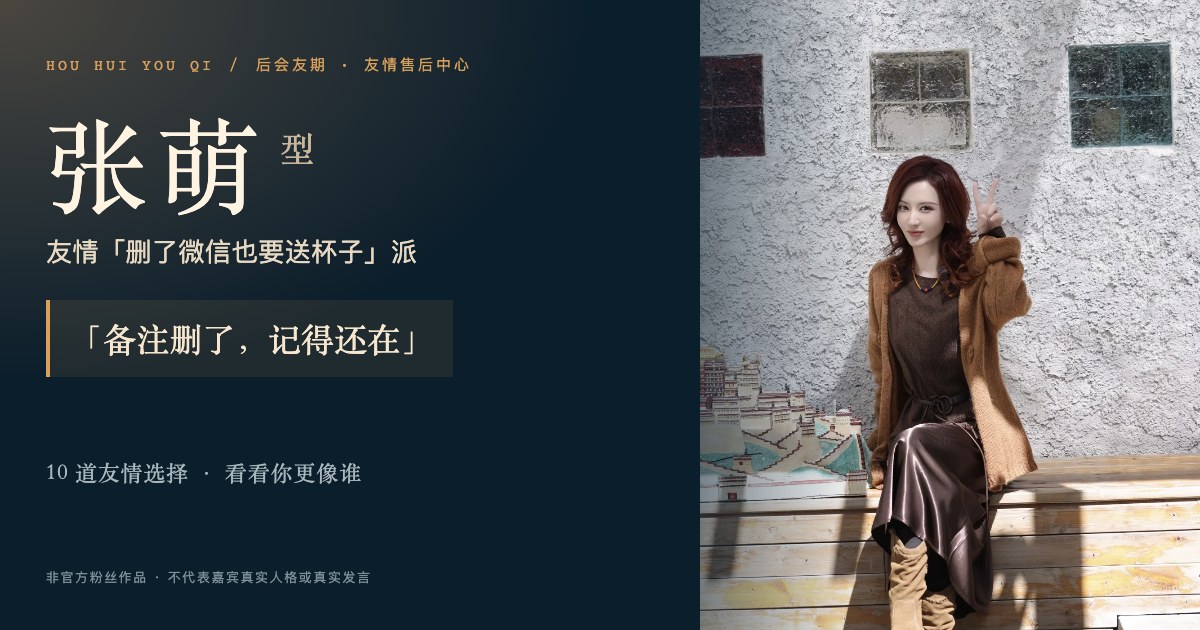 HOU HUI YOU QI / 后会友期 · 友情售后中心
张萌 型
友情「删了微信也要送杯子」派
「备注删了，记得还在」
10 道友情选择 · 看看你更像谁
非官方粉丝作品 · 不代表嘉宾真实人格或真实发言